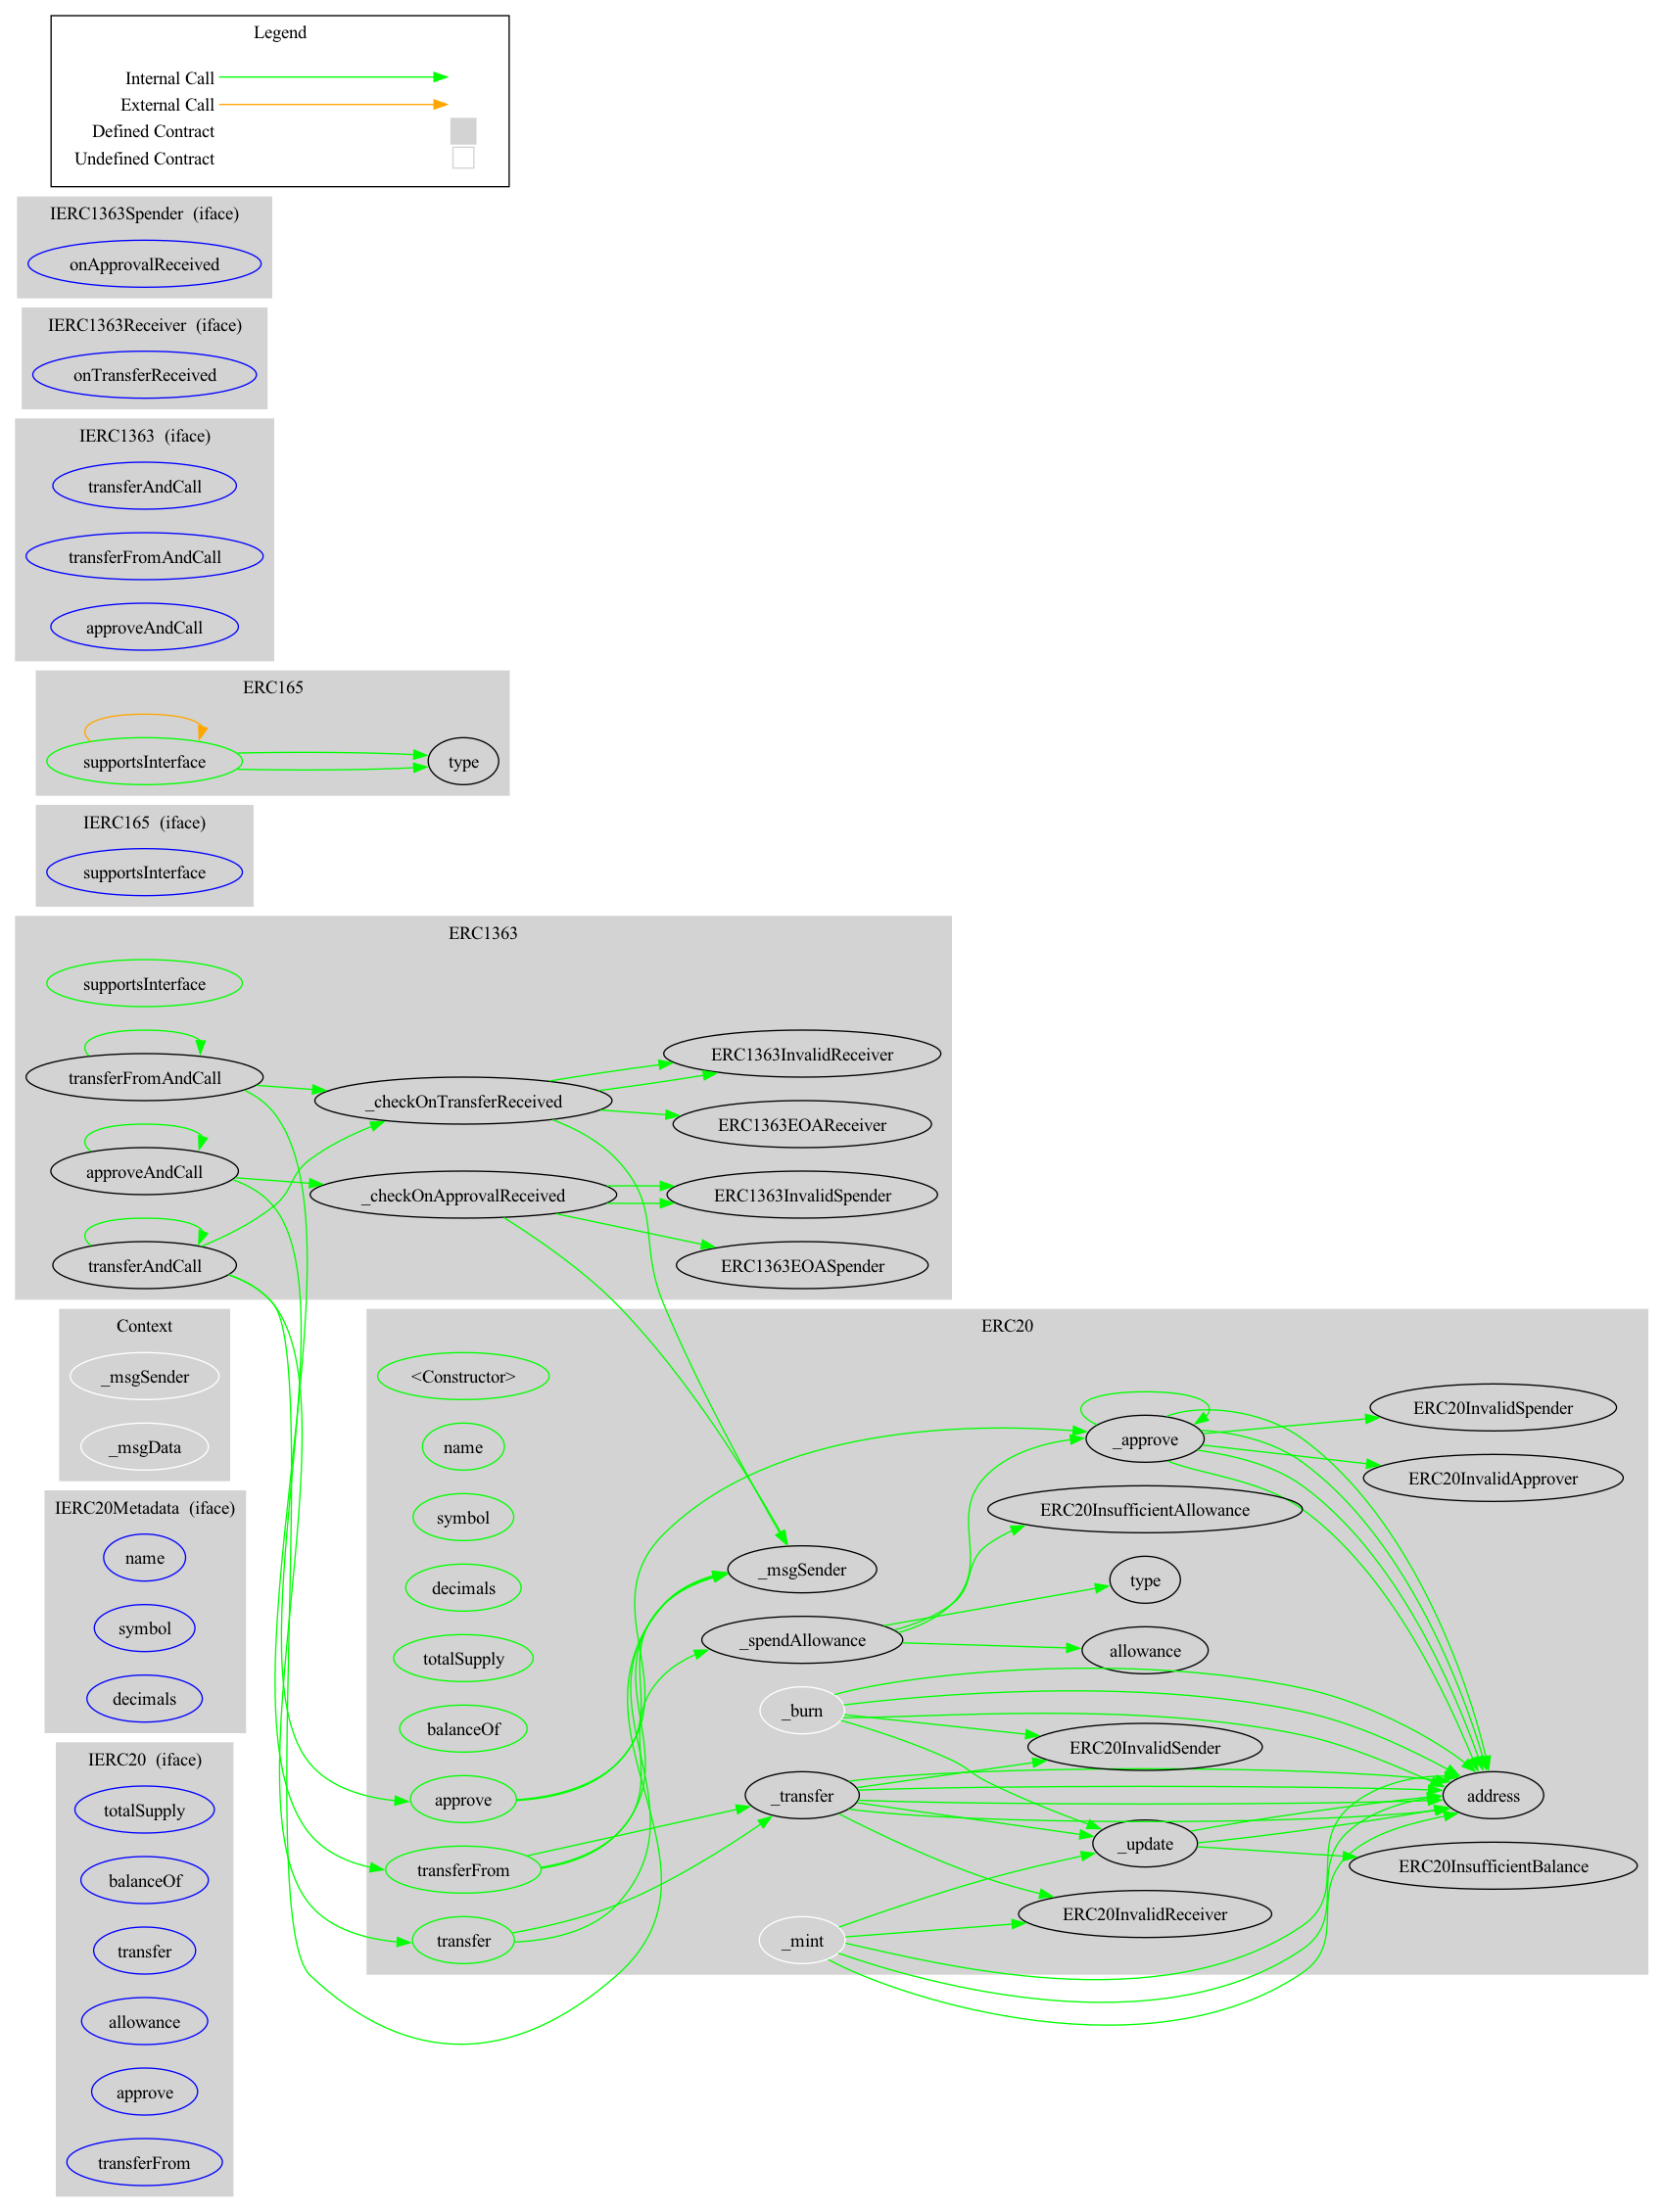 Legend
Internal Call
External Call
Defined Contract
Undefined Contract
IERC1363Spender  (iface)
onApprovalReceived
IERC1363Receiver  (iface)
onTransferReceived
IERC1363  (iface)
transferAndCall
transferFromAndCall
approveAndCall
ERC165
supportsInterface
type
IERC165  (iface)
supportsInterface
ERC1363
supportsInterface
transferFromAndCall
approveAndCall
transferAndCall
_checkOnTransferReceived
_checkOnApprovalReceived
ERC1363InvalidReceiver
ERC1363EOAReceiver
ERC1363InvalidSpender
ERC1363EOASpender
Context
_msgSender
_msgData
IERC20Metadata  (iface)
name
symbol
decimals
IERC20  (iface)
totalSupply
balanceOf
transfer
allowance
approve
transferFrom
ERC20
<Constructor>
name
symbol
decimals
totalSupply
balanceOf
approve
transferFrom
transfer
_msgSender
_spendAllowance
_burn
_transfer
_mint
_approve
ERC20InsufficientAllowance
type
allowance
ERC20InvalidSender
_update
ERC20InvalidReceiver
ERC20InvalidSpender
ERC20InvalidApprover
address
ERC20InsufficientBalance